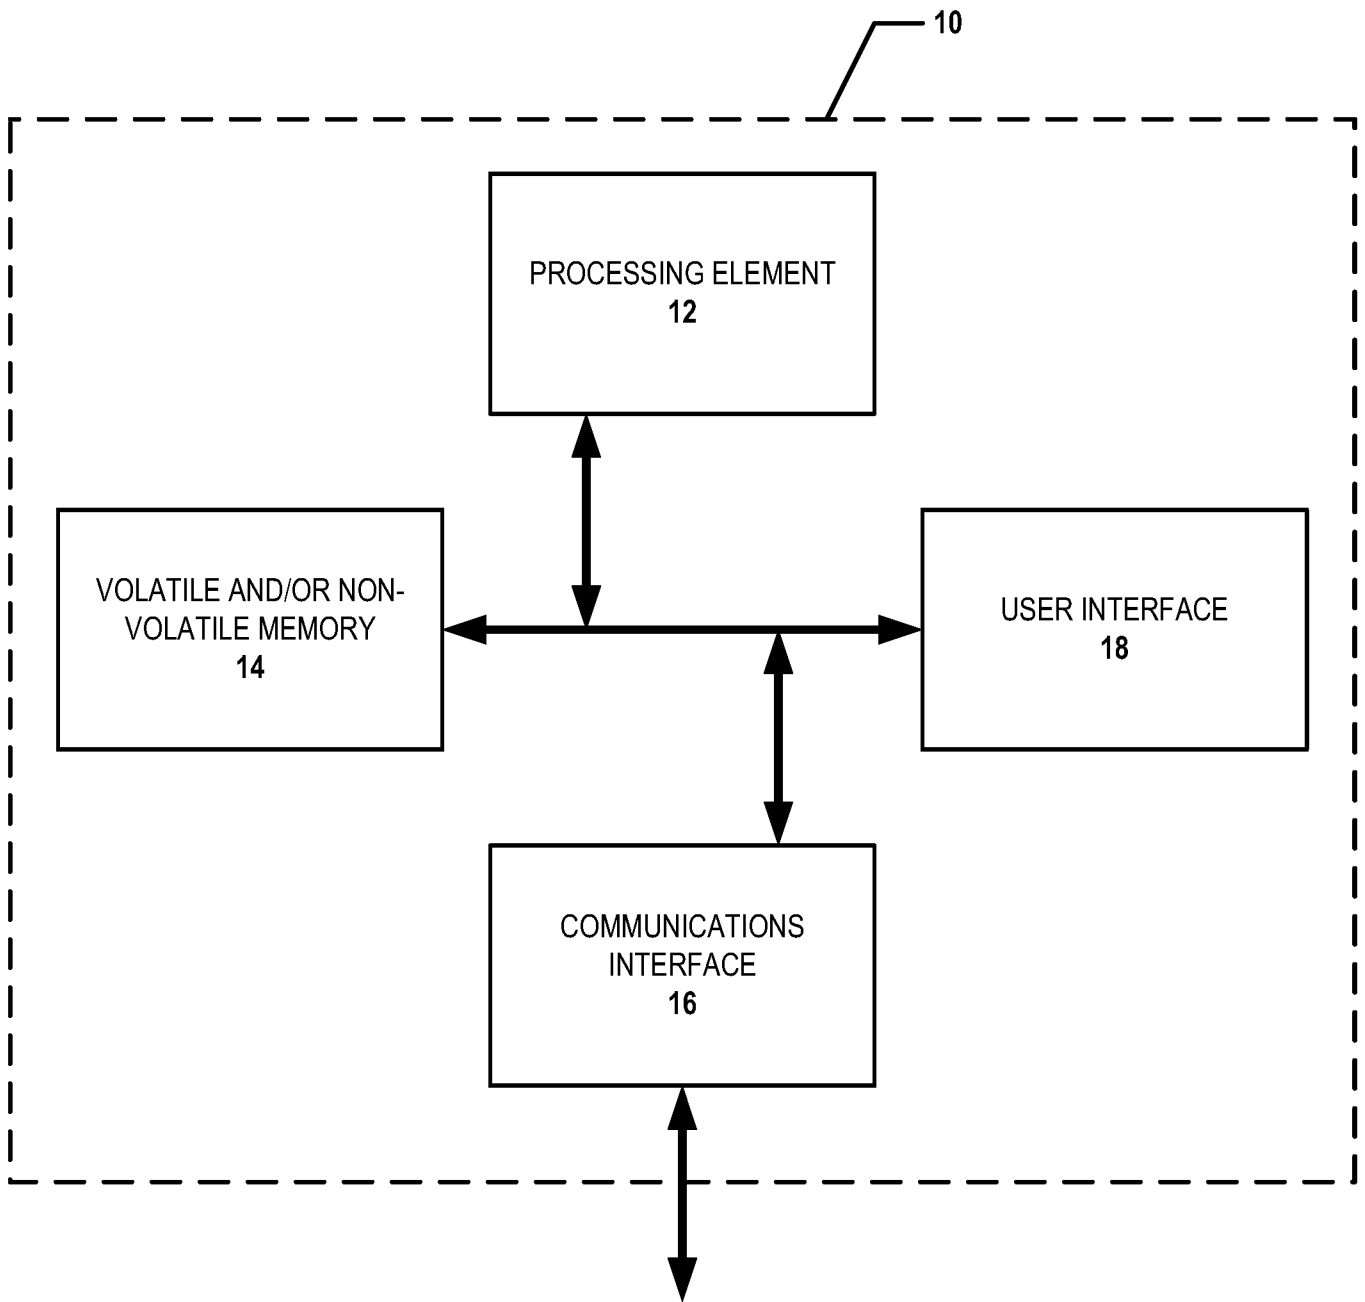 10
PROCESSING ELEMENT
12
VOLATILE AND/OR NON-
VOLATILE MEMORY
14
USER INTERFACE
18
COMMUNICATIONS
INTERFACE
16